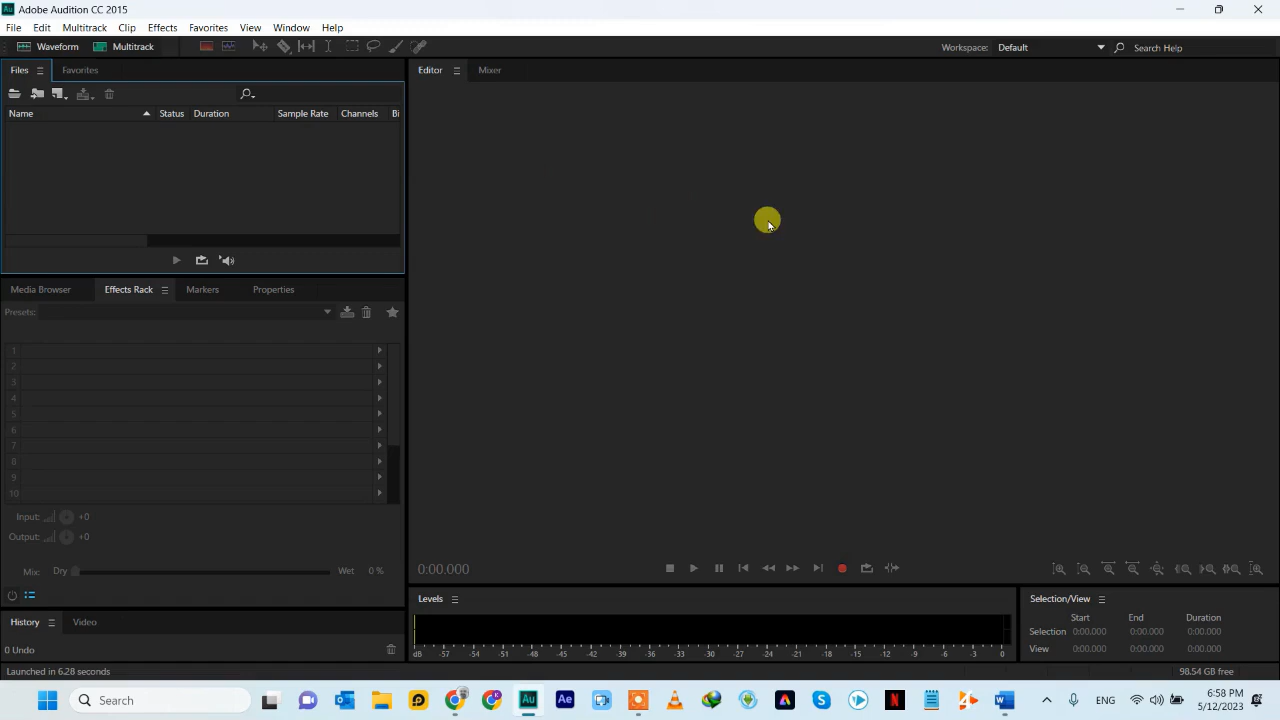 Adobe Audition CC 2015
File Edit Multitrack Clip Effects Favorites View Window Help
Waveform Multitrack Workspace: Default Search Help
Files Favorites Editor Mixer
Name Status Duration Sample Rate Channels Bi
Media Browser Effects Rack Markers Properties
Presets:
1
2
3
4
5
6
7
8
9
10
Input: +0
Output: +0
Mix: Dry Wet 0 %
0:00.000
History Video
0 Undo
Levels
dB -57 -54 -51 -48 -45 -42 -39 -36 -33 -30 -27 -24 -21 -18 -15 -12 -9 -6 -3 0
Selection/View
Start End Duration
Selection 0:00.000 0:00.000 0:00.000
View 0:00.000 0:00.000 0:00.000
Launched in 6.28 seconds 98.54 GB free
Search ENG 6:59 PM
5/12/2023